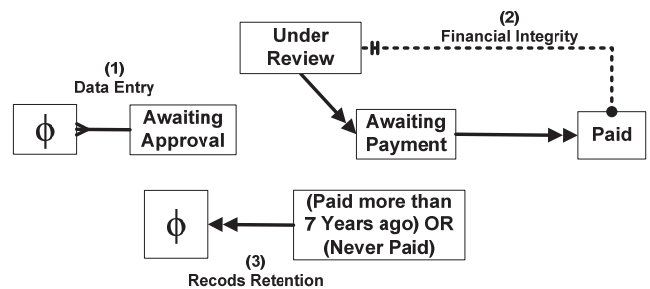 (2)
Financial Integrity
Under
Review
(1)
Data Entry
ϕ
Awaiting
Approval
Awaiting
Payment
Paid
ϕ
(Paid more than
7 Years ago) OR
(Never Paid)
(3)
Recods Retention